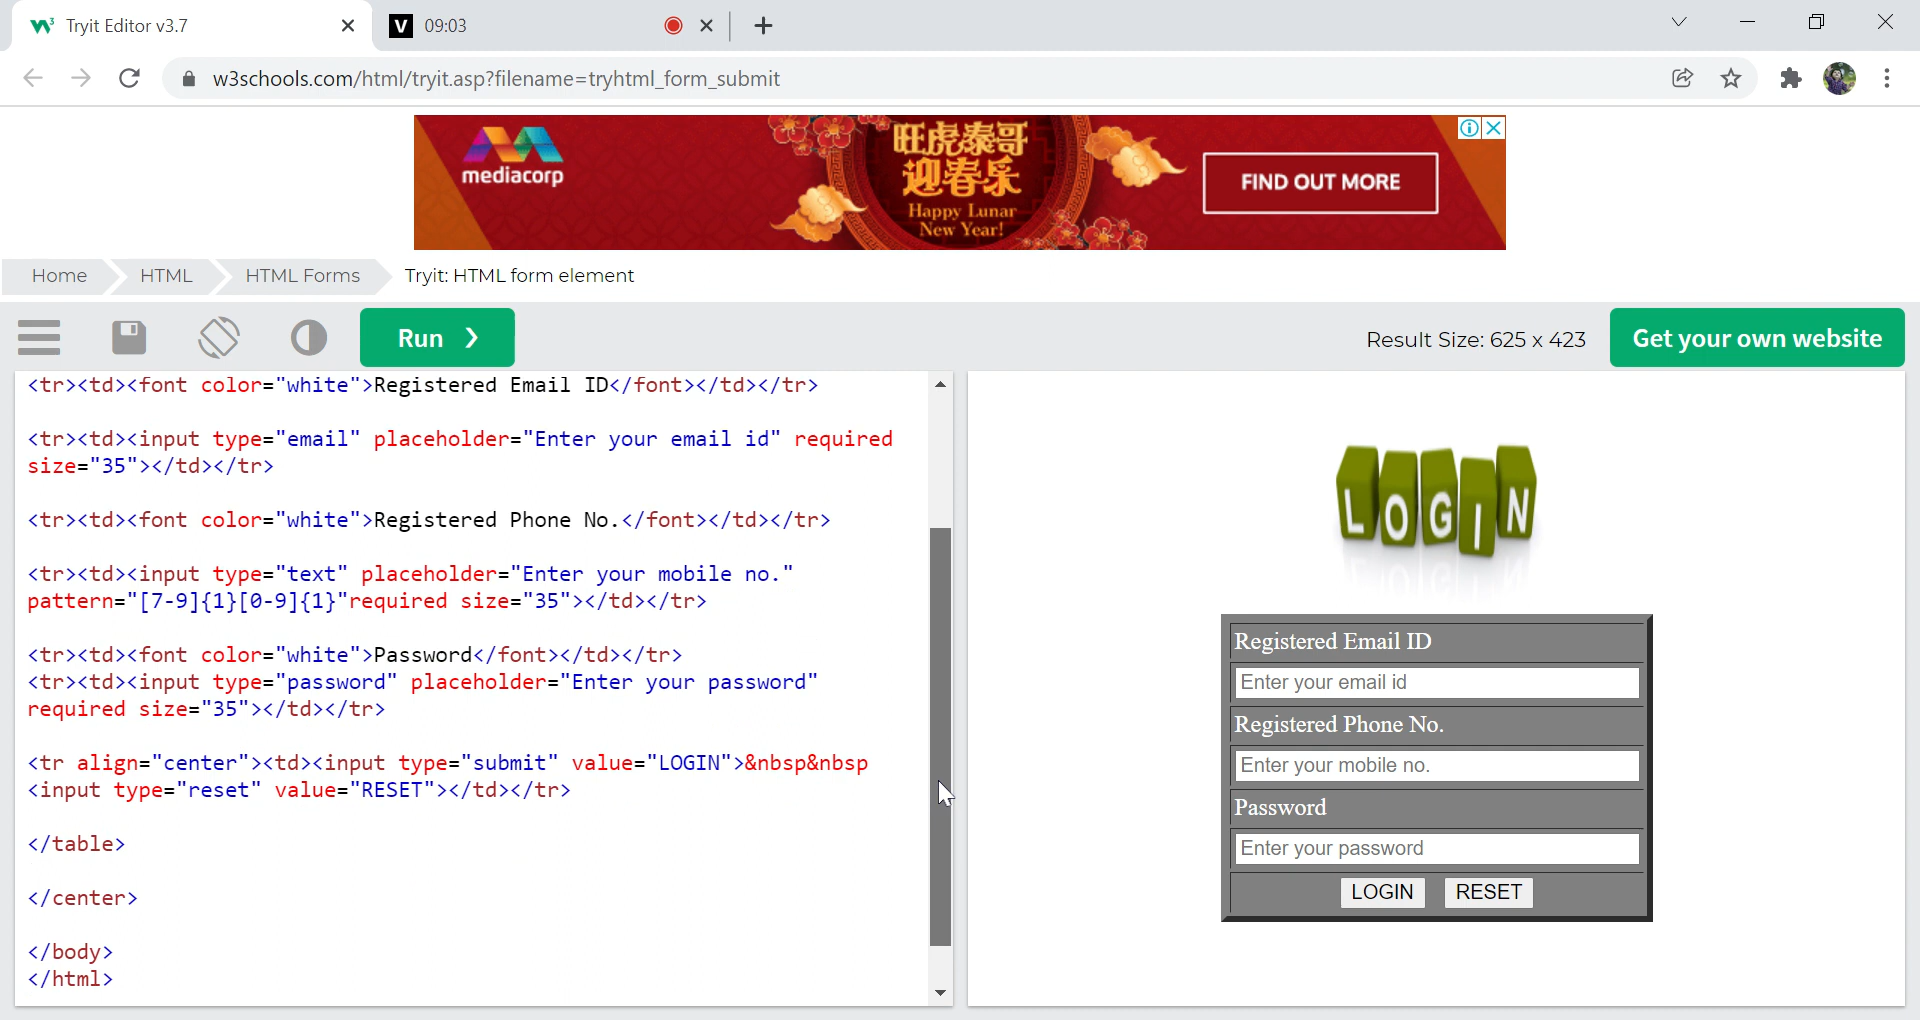 Tryit Editor v3.7
V 09:03
w3schools.com/html/tryit.asp?filename=tryhtml_form_submit
mediacorp
旺虎泰哥
迎春乐
Happy Lunar
New Year!
FIND OUT MORE
Home HTML HTML Forms Tryit: HTML form element
Run ❯
Result Size: 625 x 423
Get your own website
<tr><td><font color="white">Registered Email ID</font></td></tr>
<tr><td><input type="email" placeholder="Enter your email id" required
size="35"></td></tr>
<tr><td><font color="white">Registered Phone No.</font></td></tr>
<tr><td><input type="text" placeholder="Enter your mobile no."
pattern="[7-9]{1}[0-9]{1}"required size="35"></td></tr>
<tr><td><font color="white">Password</font></td></tr>
<tr><td><input type="password" placeholder="Enter your password"
required size="35"></td></tr>
<tr align="center"><td><input type="submit" value="LOGIN">&nbsp&nbsp
<input type="reset" value="RESET"></td></tr>
</table>
</center>
</body>
</html>
LOGIN
Registered Email ID
Enter your email id
Registered Phone No.
Enter your mobile no.
Password
Enter your password
LOGIN RESET